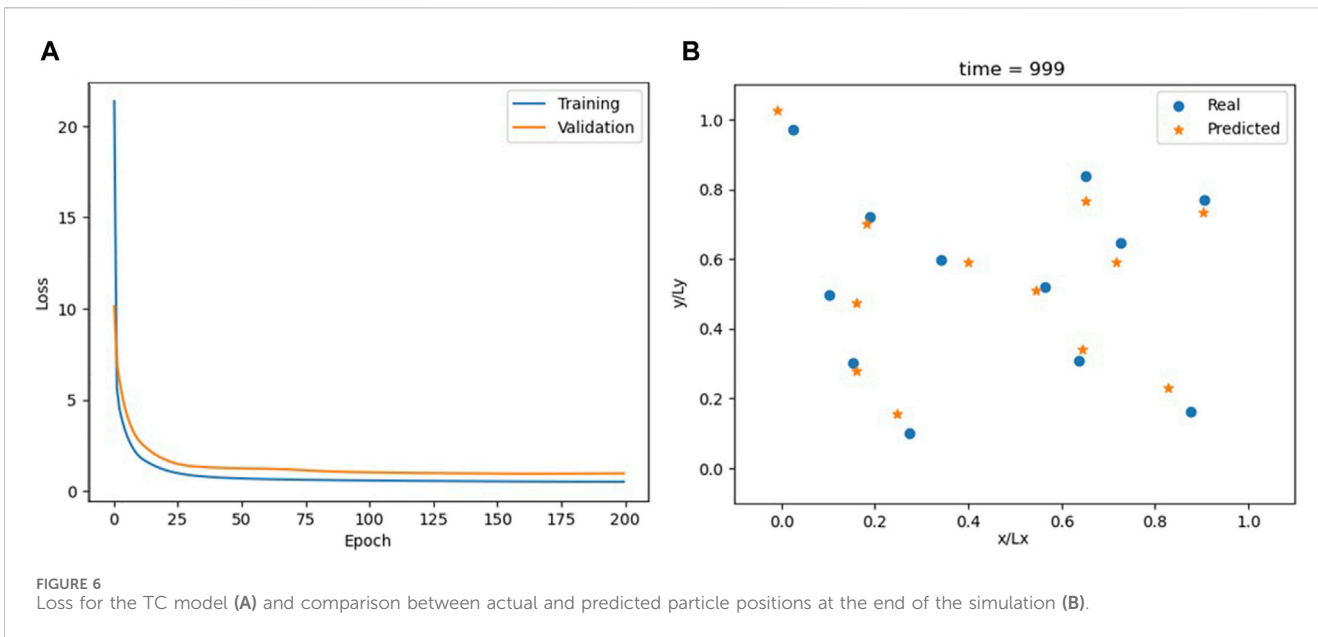 A
Training
Validation
20
15
10
5
0
Loss
0 25 50 75 100 125 150 175 200
Epoch
B
time = 999
Real
Predicted
1.0
0.8
0.6
0.4
0.2
0.0
y/Ly
0.0 0.2 0.4 0.6 0.8 1.0
x/Lx
FIGURE 6
Loss for the TC model (A) and comparison between actual and predicted particle positions at the end of the simulation (B).